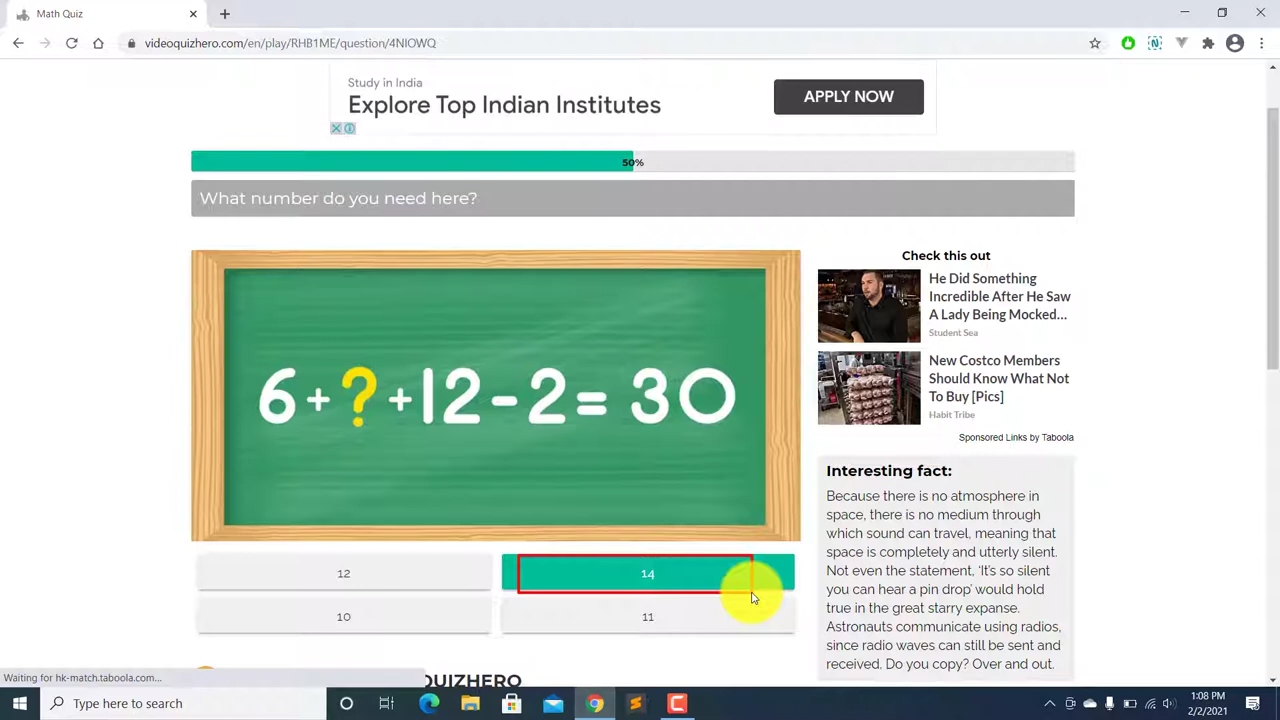 Math Quiz
videoquizhero.com/en/play/RHB1ME/question/4NIOWQ
Study in India
Explore Top Indian Institutes
APPLY NOW
50%
What number do you need here?
6+?+12-2=30
12
14
10
11
Check this out
He Did Something
Incredible After He Saw
A Lady Being Mocked...
Student Sea
New Costco Members
Should Know What Not
To Buy [Pics]
Habit Tribe
Sponsored Links by Taboola
Interesting fact:
Because there is no atmosphere in
space, there is no medium through
which sound can travel, meaning that
space is completely and utterly silent.
Not even the statement, 'It's so silent
you can hear a pin drop' would hold
true in the great starry expanse.
Astronauts communicate using radios,
since radio waves can still be sent and
received. Do you copy? Over and out.
Waiting for hk-match.taboola.com...
QUIZHERO
Type here to search
1:08 PM
2/2/2021